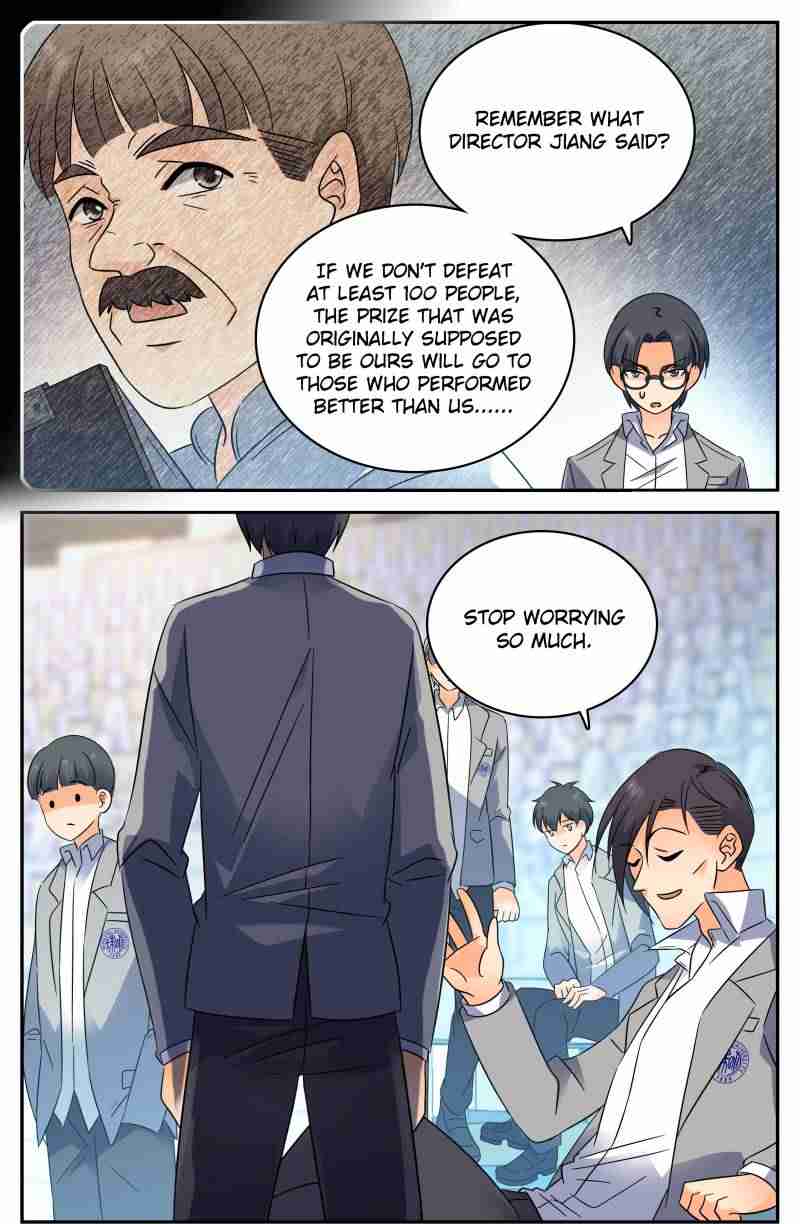 REMEMBER WHAT
DIRECTOR JIANG SAID?
IF WE DON'T DEFEAT
AT LEAST 100 PEOPLE,
THE PRIZE THAT WAS
ORIGINALLY SUPPOSED
TO BE OURS WILL GO TO
THOSE WHO PERFORMED
BETTER THAN US......
STOP WORRYING
SO MUCH.